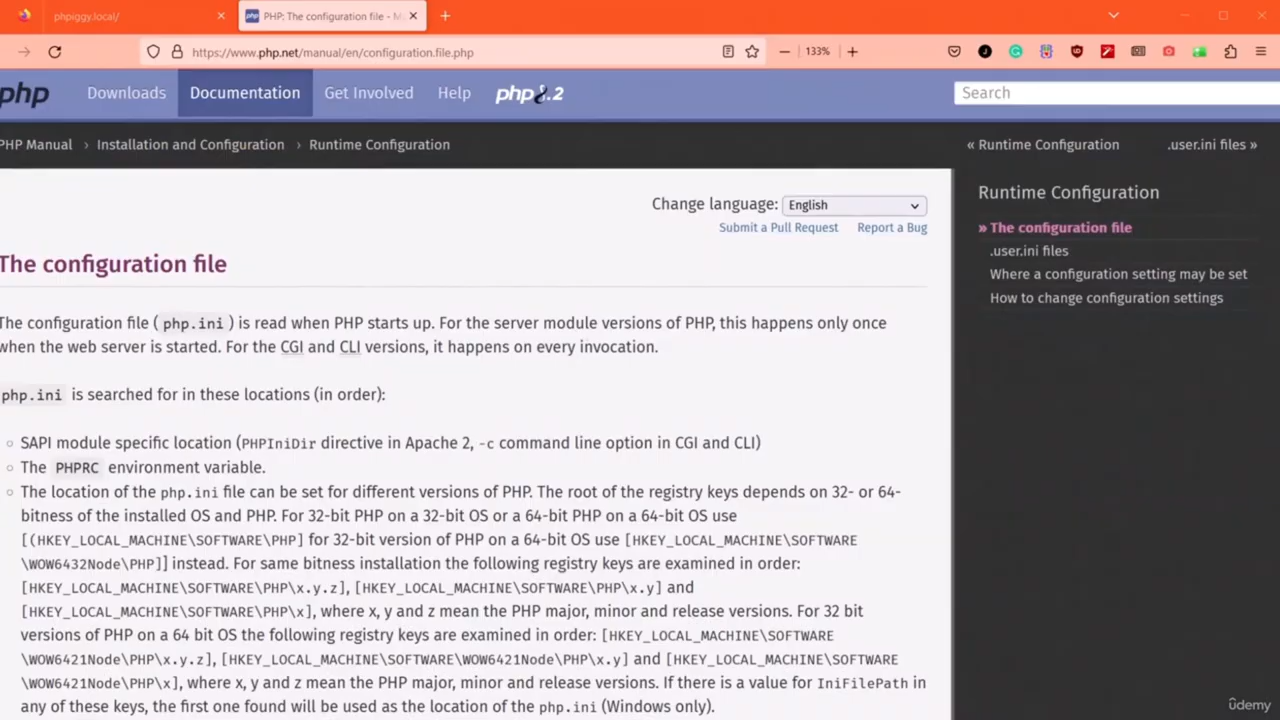 phpiggy.local/
PHP: The configuration file - M
https://www.php.net/manual/en/configuration.file.php
133%
php
Downloads
Documentation
Get Involved
Help
php8.2
Search
PHP Manual › Installation and Configuration › Runtime Configuration
« Runtime Configuration
.user.ini files »
Change language: English
Submit a Pull Request
Report a Bug
The configuration file
The configuration file ( php.ini ) is read when PHP starts up. For the server module versions of PHP, this happens only once
when the web server is started. For the CGI and CLI versions, it happens on every invocation.
php.ini is searched for in these locations (in order):
SAPI module specific location (PHPIniDir directive in Apache 2, -c command line option in CGI and CLI)
The PHPRC environment variable.
The location of the php.ini file can be set for different versions of PHP. The root of the registry keys depends on 32- or 64-
bitness of the installed OS and PHP. For 32-bit PHP on a 32-bit OS or a 64-bit PHP on a 64-bit OS use
[(HKEY_LOCAL_MACHINE\SOFTWARE\PHP] for 32-bit version of PHP on a 64-bit OS use [HKEY_LOCAL_MACHINE\SOFTWARE
\WOW6432Node\PHP]] instead. For same bitness installation the following registry keys are examined in order:
[HKEY_LOCAL_MACHINE\SOFTWARE\PHP\x.y.z], [HKEY_LOCAL_MACHINE\SOFTWARE\PHP\x.y] and
[HKEY_LOCAL_MACHINE\SOFTWARE\PHP\x], where x, y and z mean the PHP major, minor and release versions. For 32 bit
versions of PHP on a 64 bit OS the following registry keys are examined in order: [HKEY_LOCAL_MACHINE\SOFTWARE
\WOW6421Node\PHP\x.y.z], [HKEY_LOCAL_MACHINE\SOFTWARE\WOW6421Node\PHP\x.y] and [HKEY_LOCAL_MACHINE\SOFTWARE
\WOW6421Node\PHP\x], where x, y and z mean the PHP major, minor and release versions. If there is a value for IniFilePath in
any of these keys, the first one found will be used as the location of the php.ini (Windows only).
Runtime Configuration
» The configuration file
.user.ini files
Where a configuration setting may be set
How to change configuration settings
ûdemy